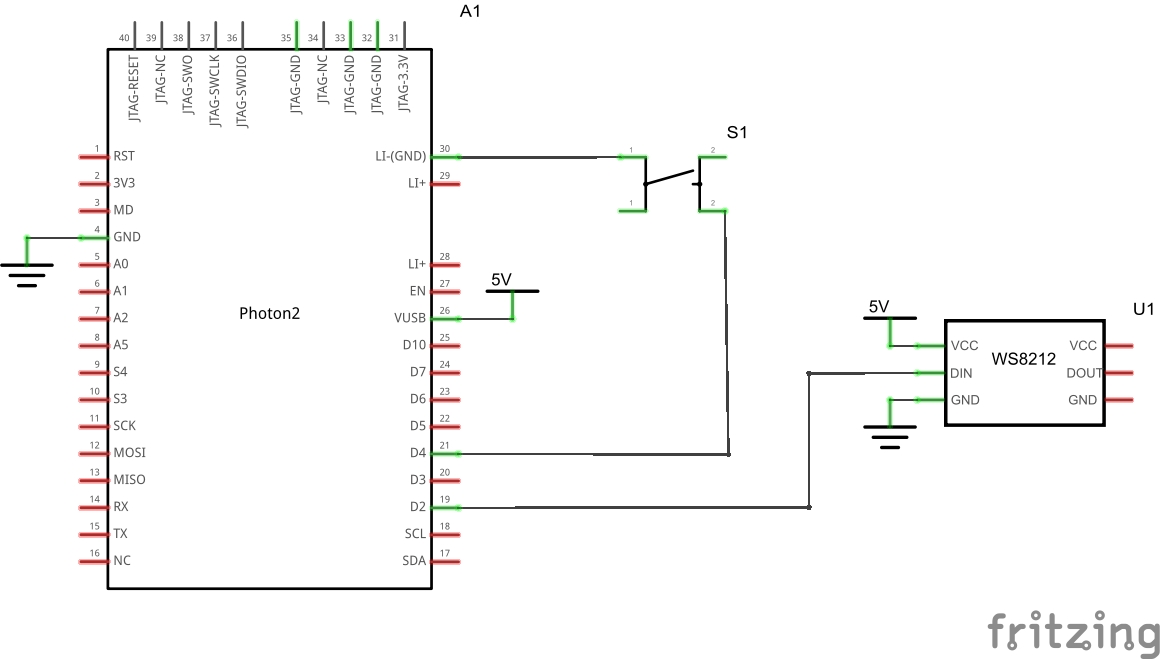 A1
40 39 38 37 36 35 34 33 32 31
JTAG-RESET
JTAG-NC
JTAG-SWO
JTAG-SWCLK
JTAG-SWDIO
JTAG-GND
JTAG-NC
JTAG-GND
JTAG-GND
JTAG-3.3V
1 RST LI-(GND) 30
2 3V3 LI+ 29
3 MD
4 GND
5 A0 LI+ 28
6 A1 EN 27
7 A2 VUSB 26
8 A5 D10 25
9 S4 D7 24
10 S3 D6 23
11 SCK D5 22
12 MOSI D4 21
13 MISO D3 20
14 RX D2 19
15 TX SCL 18
16 NC SDA 17
Photon2
5V
S1
1 2
1 2
5V
U1
WS8212
VCC VCC
DIN DOUT
GND GND
fritzing